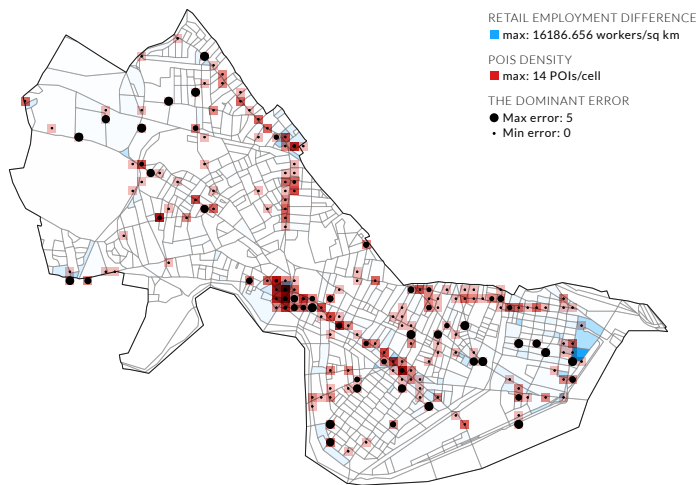 RETAIL EMPLOYMENT DIFFERENCE
max: 16186.656 workers/sq km
POIS DENSITY
max: 14 POIs/cell
THE DOMINANT ERROR
Max error: 5
Min error: 0